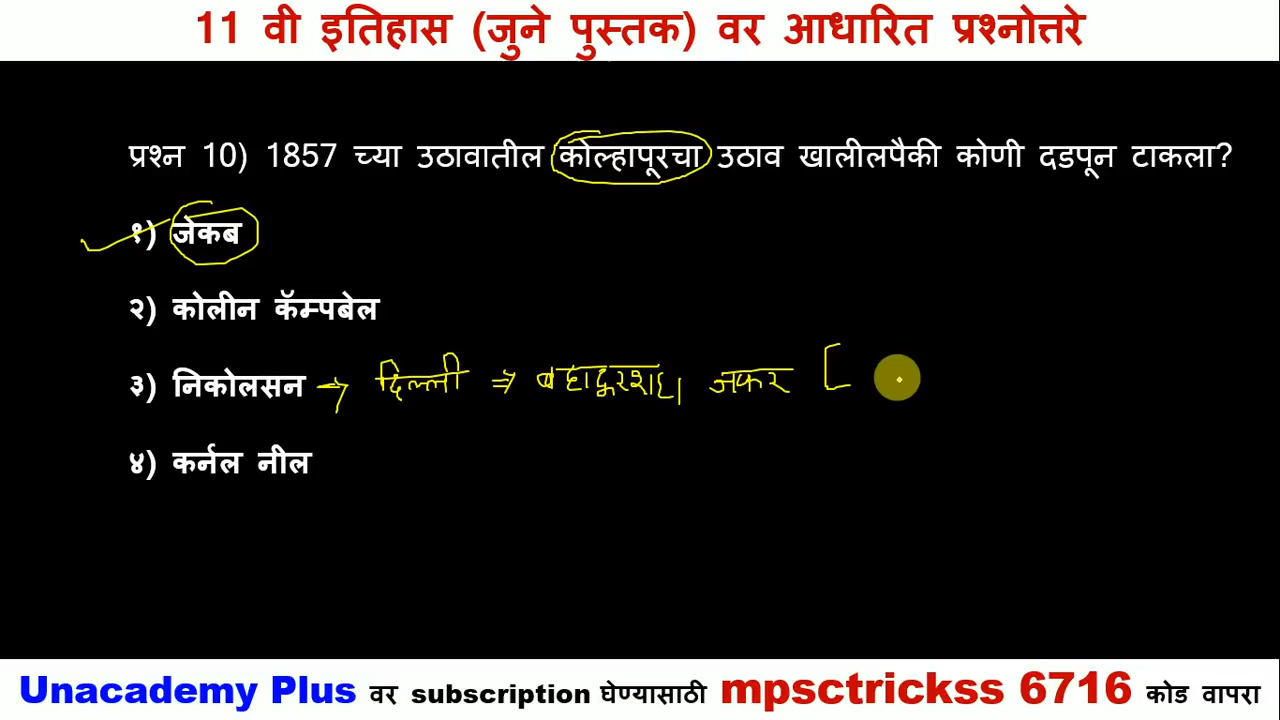 11 वी इतिहास (जुने पुस्तक) वर आधारित प्रश्नोत्तरे
प्रश्न 10) 1857 च्या उठावातील कोल्हापूरचा उठाव खालीलपैकी कोणी दडपून टाकला?
१) जेकब
२) कोलीन कॅम्पबेल
३) निकोलसन → दिल्ली ⇒ बहादूरशहा जफर [
४) कर्नल नील
Unacademy Plus वर subscription घेण्यासाठी mpsctrickss 6716 कोड वापरा